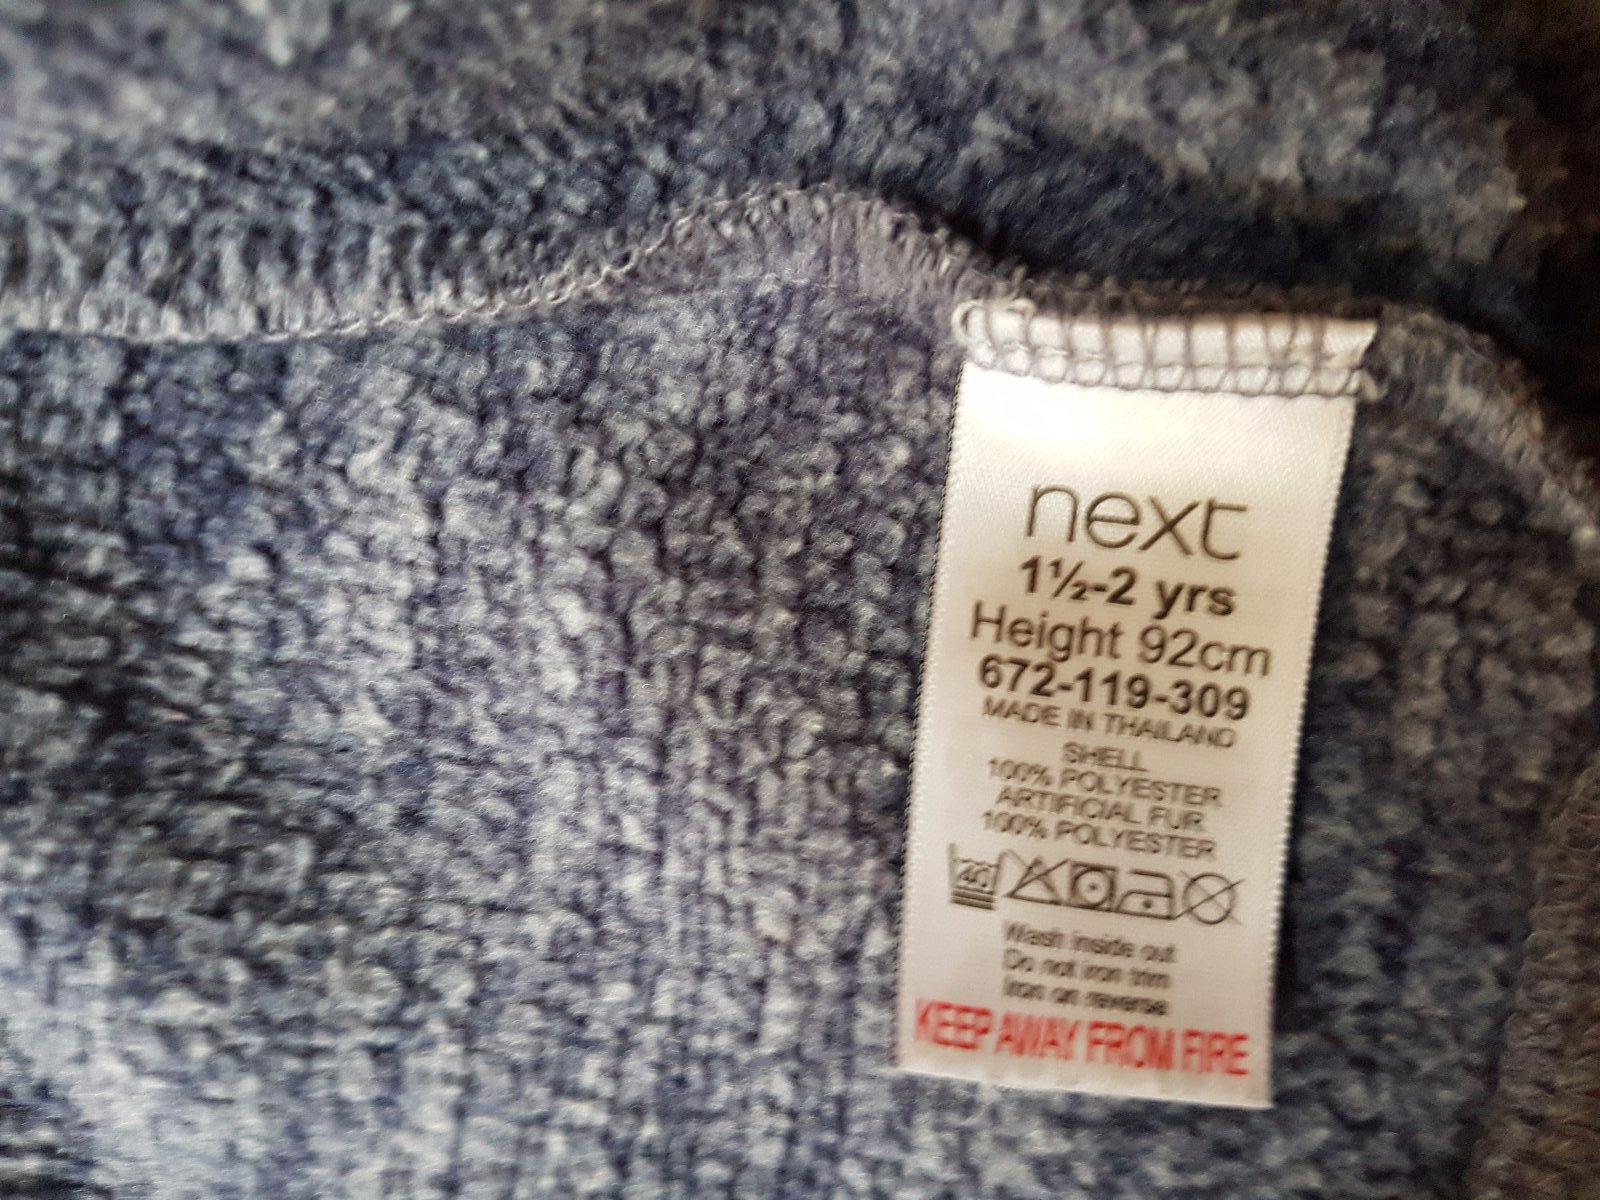 next
1½-2 yrs
Height 92cm
672-119-309
MADE IN THAILAND
SHELL
100% POLYESTER
ARTIFICIAL FUR
100% POLYESTER
40
Wash inside out
Do not iron trim
Iron on reverse
KEEP AWAY FROM FIRE